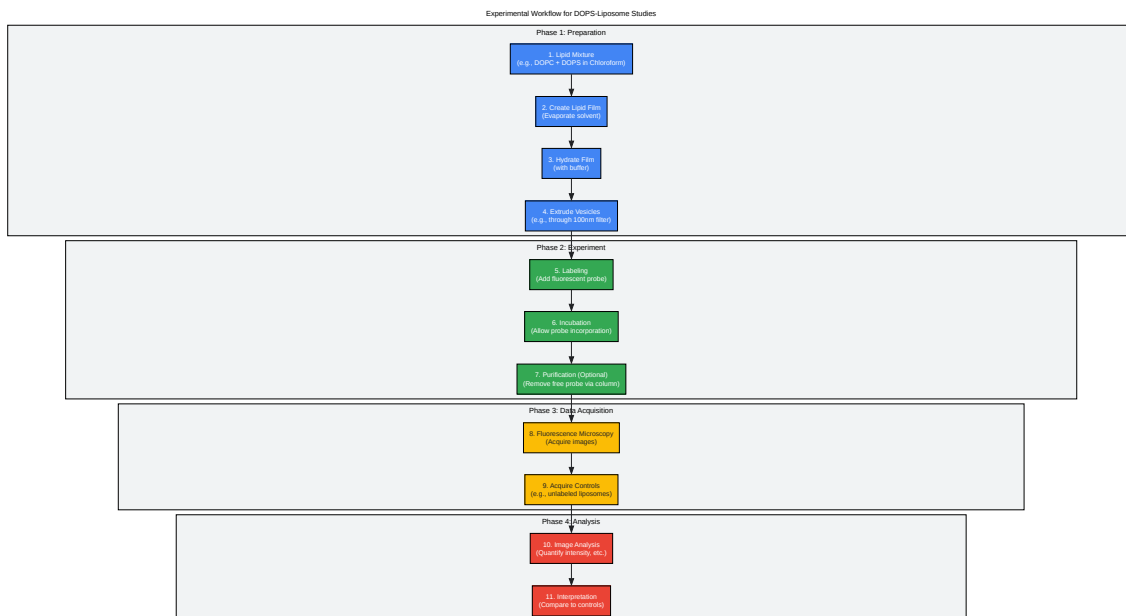 Experimental Workflow for DOPS-Liposome Studies
Phase 1: Preparation
1. Lipid Mixture
(e.g., DOPC + DOPS in Chloroform)
2. Create Lipid Film
(Evaporate solvent)
3. Hydrate Film
(with buffer)
4. Extrude Vesicles
(e.g., through 100nm filter)
Phase 2: Experiment
5. Labeling
(Add fluorescent probe)
6. Incubation
(Allow probe incorporation)
7. Purification (Optional)
(Remove free probe via column)
Phase 3: Data Acquisition
8. Fluorescence Microscopy
(Acquire images)
9. Acquire Controls
(e.g., unlabeled liposomes)
Phase 4: Analysis
10. Image Analysis
(Quantify intensity, etc.)
11. Interpretation
(Compare to controls)